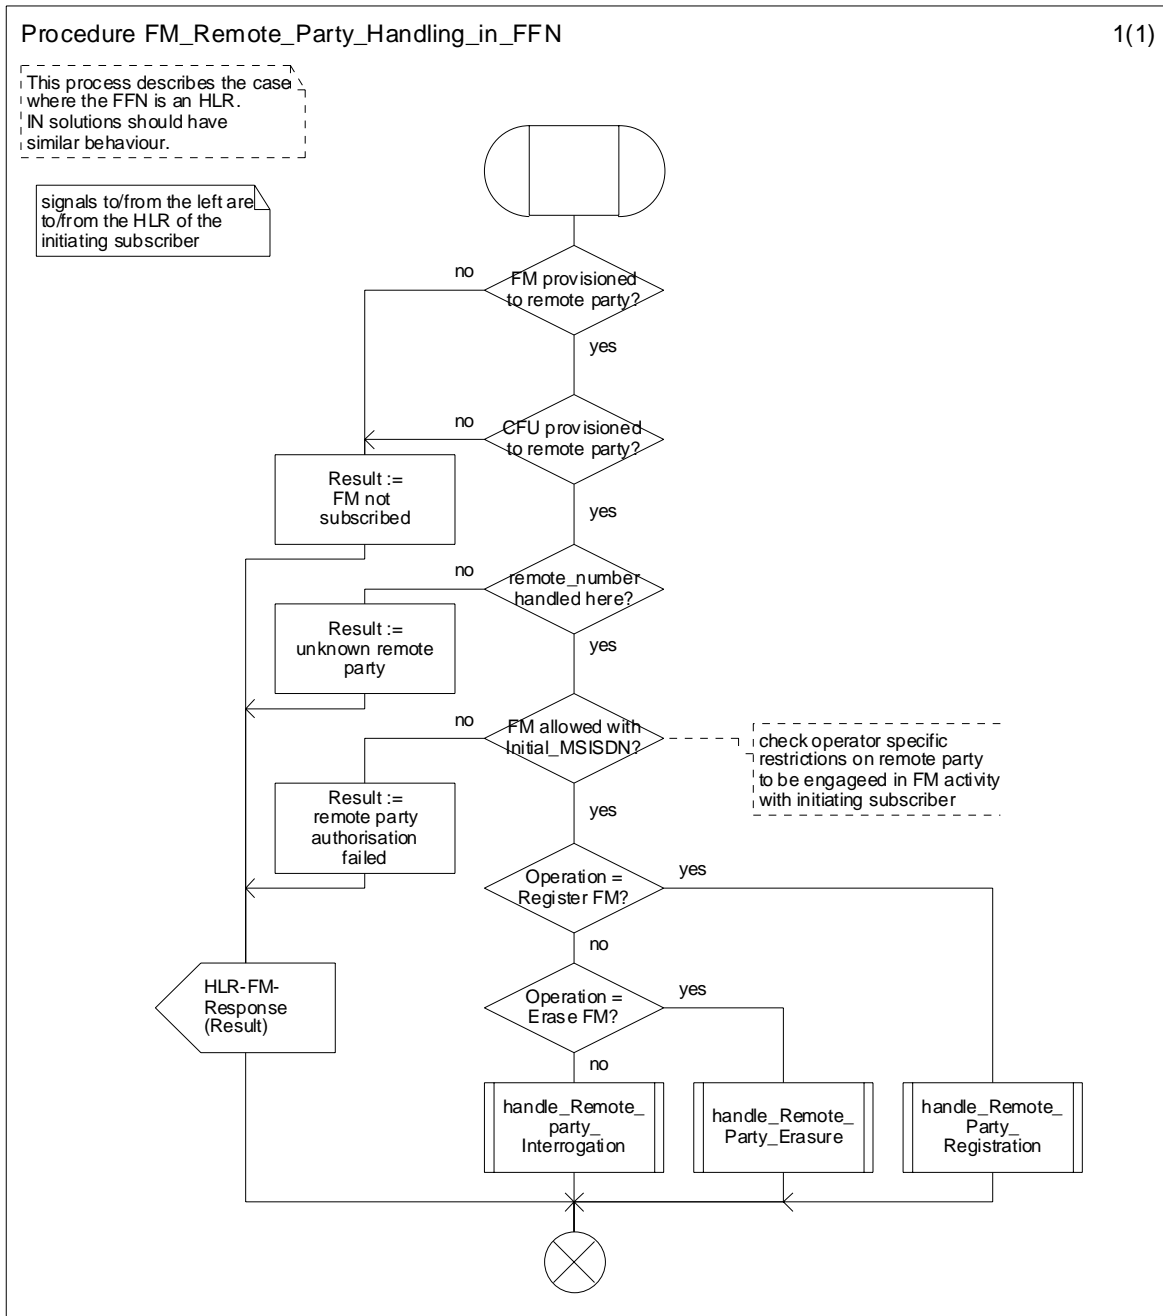 Procedure FM_Remote_Party_Handling_in_FFN
1(1)
This process describes the case
where the FFN is an HLR.
IN solutions should have
similar behaviour.
signals to/from the left are
to/from the HLR of the
initiating subscriber
no
FM provisioned
to remote party?
yes
no
CFU provisioned
to remote party?
Result :=
FM not
subscribed
yes
no
remote_number
handled here?
Result :=
unknown remote
party
yes
no
FM allowed with
Initial_MSISDN?
check operator specific
restrictions on remote party
to be engageed in FM activity
with initiating subscriber
Result :=
remote party
authorisation
failed
yes
Operation =
Register FM?
yes
no
HLR-FM-
Response
(Result)
Operation =
Erase FM?
yes
no
handle_Remote_
party_
Interrogation
handle_Remote_
Party_Erasure
handle_Remote_
Party_
Registration